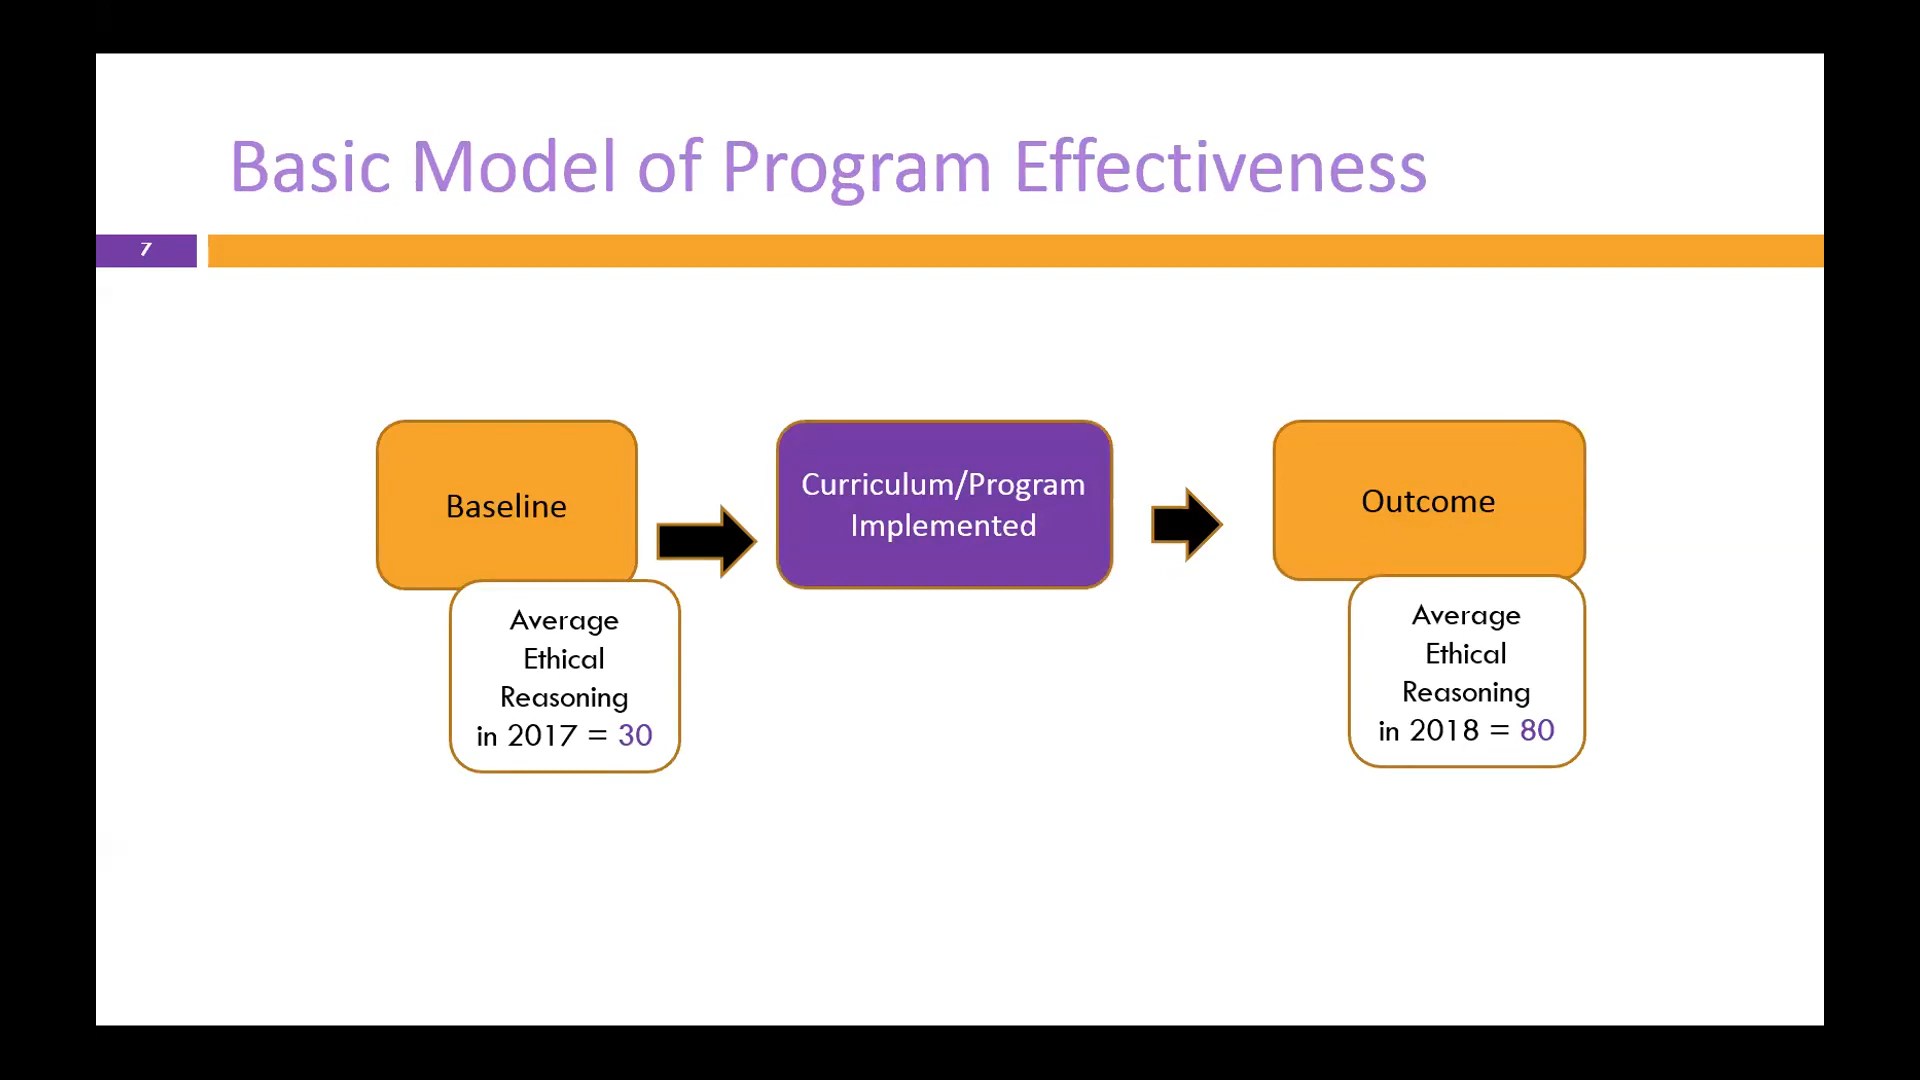 Basic Model of Program Effectiveness
7
Baseline
Curriculum/Program
Implemented
Outcome
Average
Ethical
Reasoning
in 2017 = 30
Average
Ethical
Reasoning
in 2018 = 80